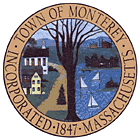 TOWN OF MONTEREY
MASSACHUSETTS
INCORPORATED · 1847 ·